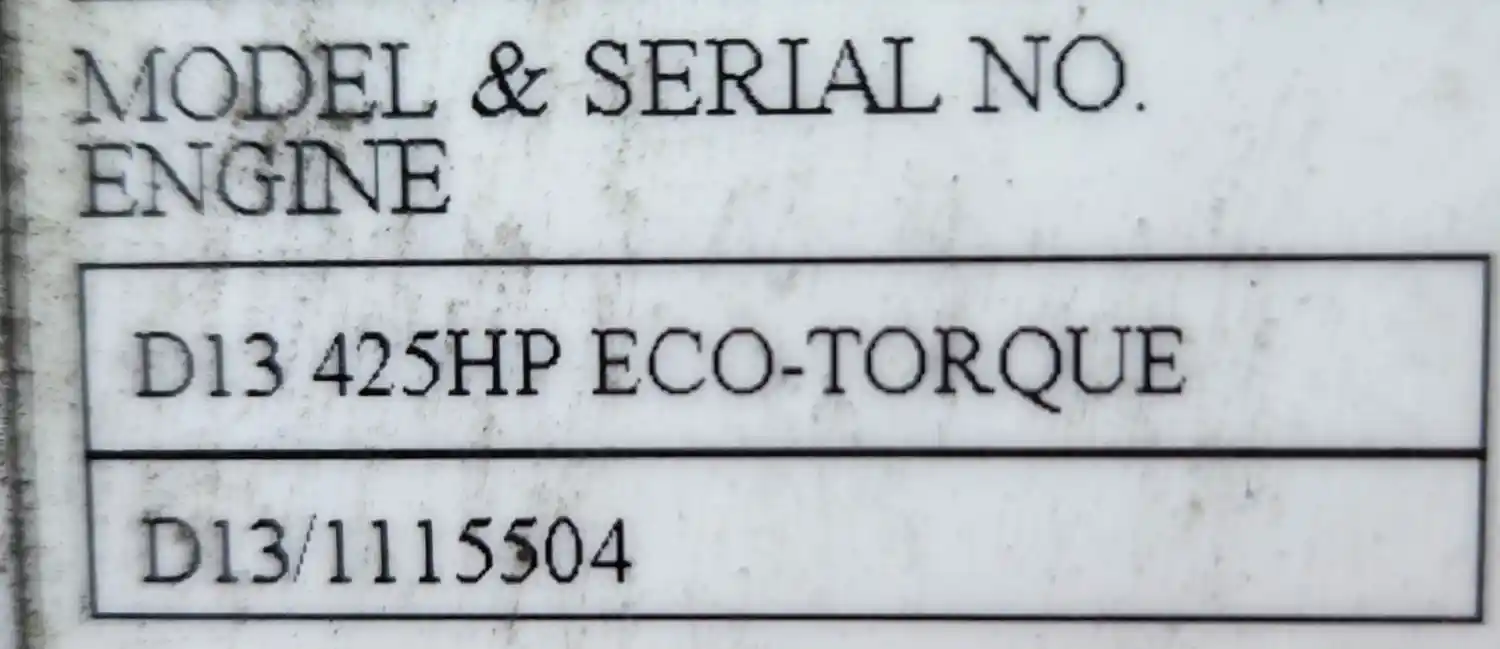 MODEL & SERIAL NO.
ENGINE
D13 425HP ECO-TORQUE
D13/1115504